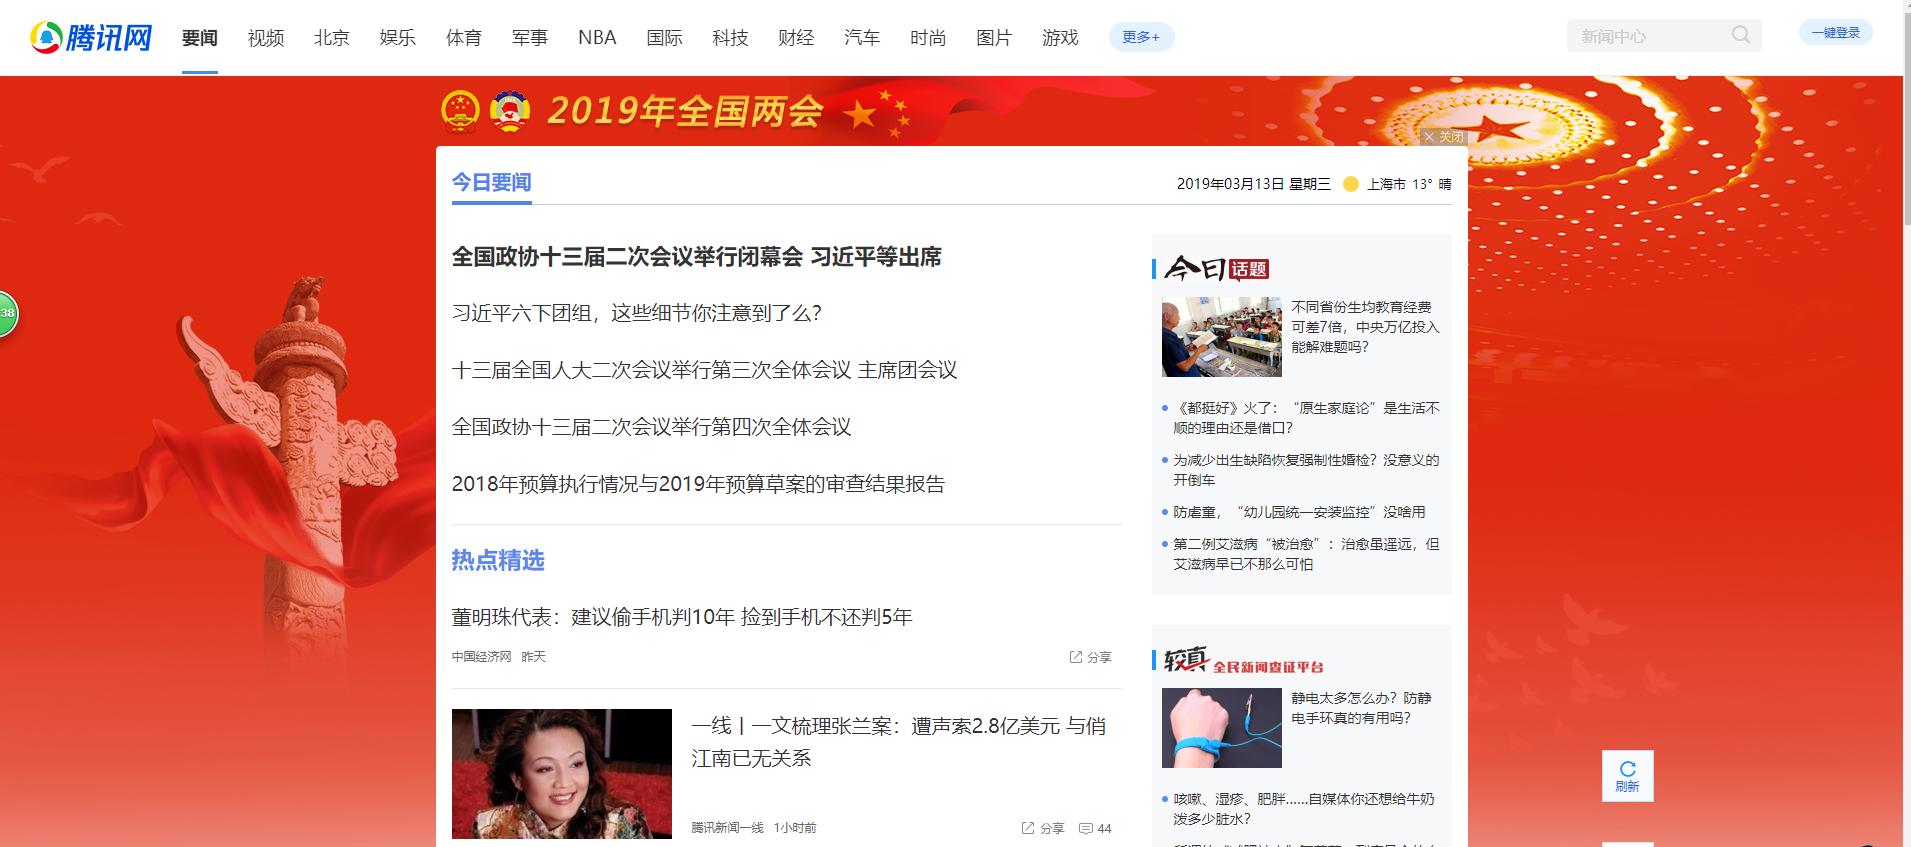 腾讯网 要闻 视频 北京 娱乐 体育 军事 NBA 国际 科技 财经 汽车 时尚 图片 游戏 更多+ 新闻中心 一键登录
2019年全国两会
× 关闭
今日要闻
2019年03月13日 星期三 上海市 13° 晴
38
全国政协十三届二次会议举行闭幕会 习近平等出席
习近平六下团组，这些细节你注意到了么？
十三届全国人大二次会议举行第三次全体会议 主席团会议
全国政协十三届二次会议举行第四次全体会议
2018年预算执行情况与2019年预算草案的审查结果报告
热点精选
董明珠代表：建议偷手机判10年 捡到手机不还判5年
中国经济网 昨天
分享
一线丨一文梳理张兰案：遭声索2.8亿美元 与俏
江南已无关系
腾讯新闻一线 1小时前
分享 44
今日话题
不同省份生均教育经费
可差7倍，中央万亿投入
能解难题吗？
《都挺好》火了：“原生家庭论”是生活不
顺的理由还是借口？
为减少出生缺陷恢复强制性婚检？没意义的
开倒车
防虐童，“幼儿园统一安装监控”没啥用
第二例艾滋病“被治愈”：治愈虽遥远，但
艾滋病早已不那么可怕
较真 全民新闻查证平台
静电太多怎么办？防静
电手环真的有用吗？
咳嗽、湿疹、肥胖……自媒体你还想给牛奶
泼多少脏水？
刷新